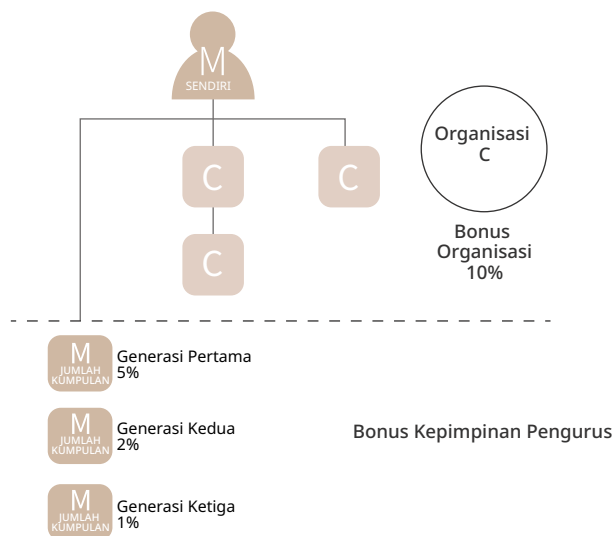 M
SENDIRI
C
C
C
Organisasi
C
Bonus
Organisasi
10%
M
JUMLAH
KUMPULAN
Generasi Pertama
5%
M
JUMLAH
KUMPULAN
Generasi Kedua
2%
Bonus Kepimpinan Pengurus
M
JUMLAH
KUMPULAN
Generasi Ketiga
1%